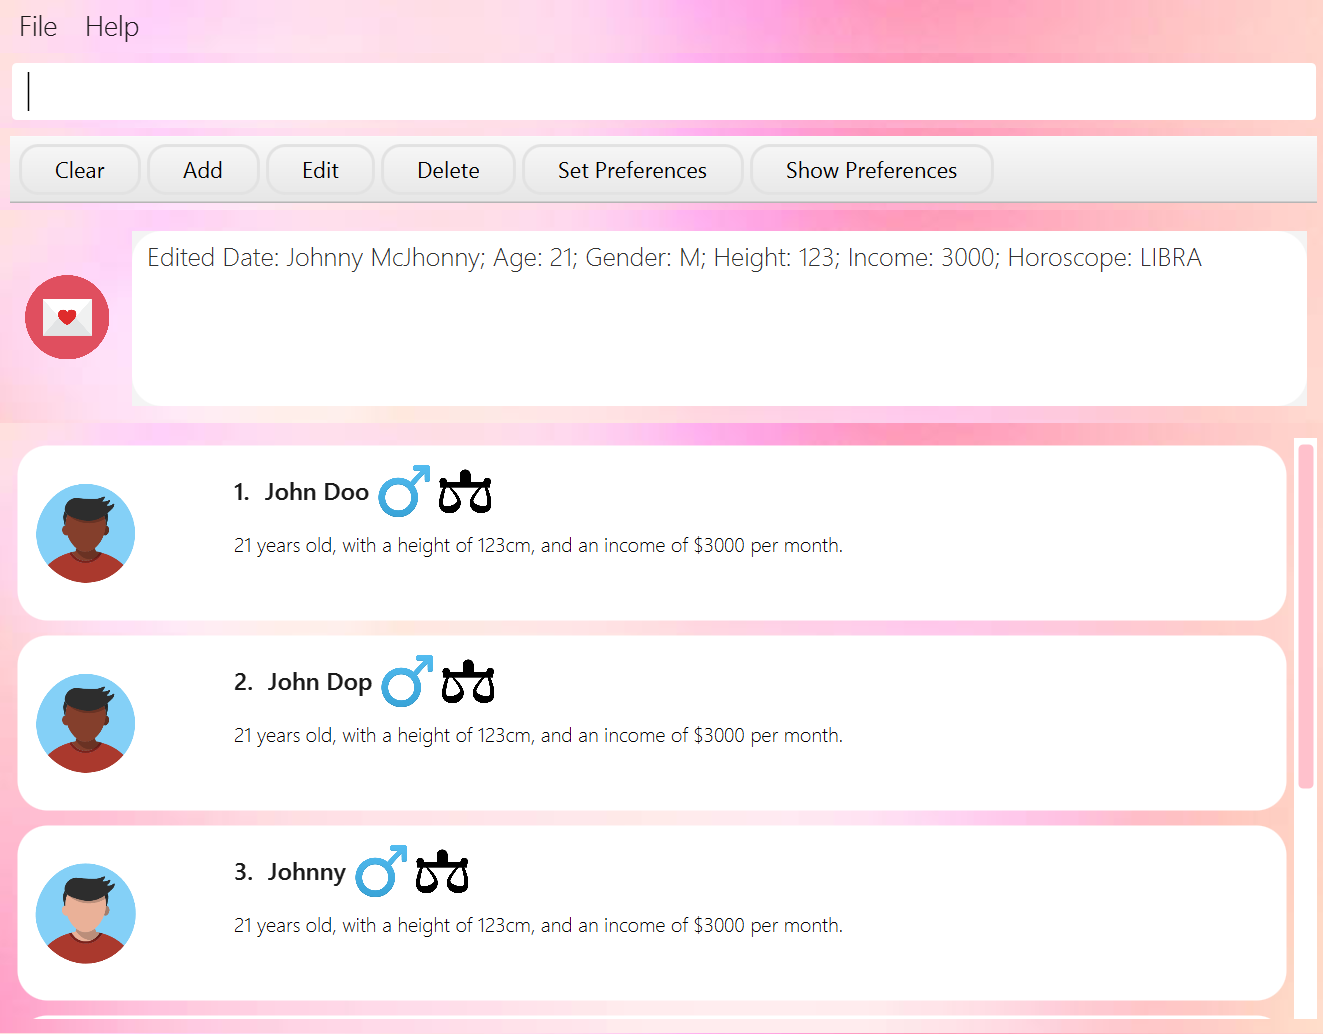 File Help
Clear Add Edit Delete Set Preferences Show Preferences
Edited Date: Johnny McJhonny; Age: 21; Gender: M; Height: 123; Income: 3000; Horoscope: LIBRA
1. John Doo
21 years old, with a height of 123cm, and an income of $3000 per month.
2. John Dop
21 years old, with a height of 123cm, and an income of $3000 per month.
3. Johnny
21 years old, with a height of 123cm, and an income of $3000 per month.